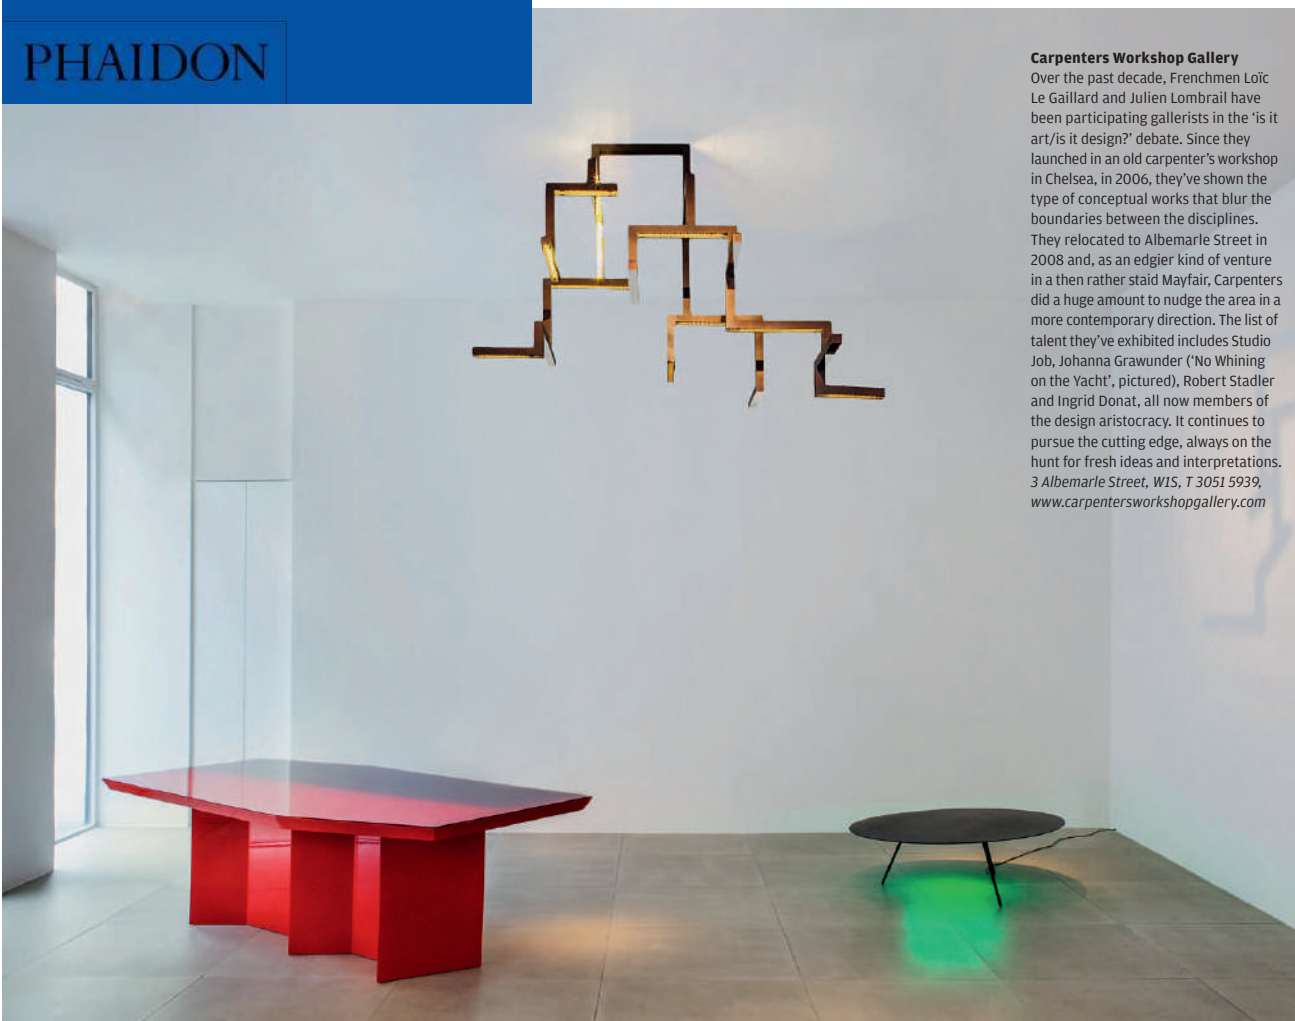 PHAIDON
Carpenters Workshop Gallery
Over the past decade, Frenchmen Loïc
Le Gaillard and Julien Lombrail have
been participating gallerists in the ‘is it
art/is it design?’ debate. Since they
launched in an old carpenter’s workshop
in Chelsea, in 2006, they’ve shown the
type of conceptual works that blur the
boundaries between the disciplines.
They relocated to Albemarle Street in
2008 and, as an edgier kind of venture
in a then rather staid Mayfair, Carpenters
did a huge amount to nudge the area in a
more contemporary direction. The list of
talent they’ve exhibited includes Studio
Job, Johanna Grawunder (‘No Whining
on the Yacht’, pictured), Robert Stadler
and Ingrid Donat, all now members of
the design aristocracy. It continues to
pursue the cutting edge, always on the
hunt for fresh ideas and interpretations.
3 Albemarle Street, W1S, T 3051 5939,
www.carpentersworkshopgallery.com